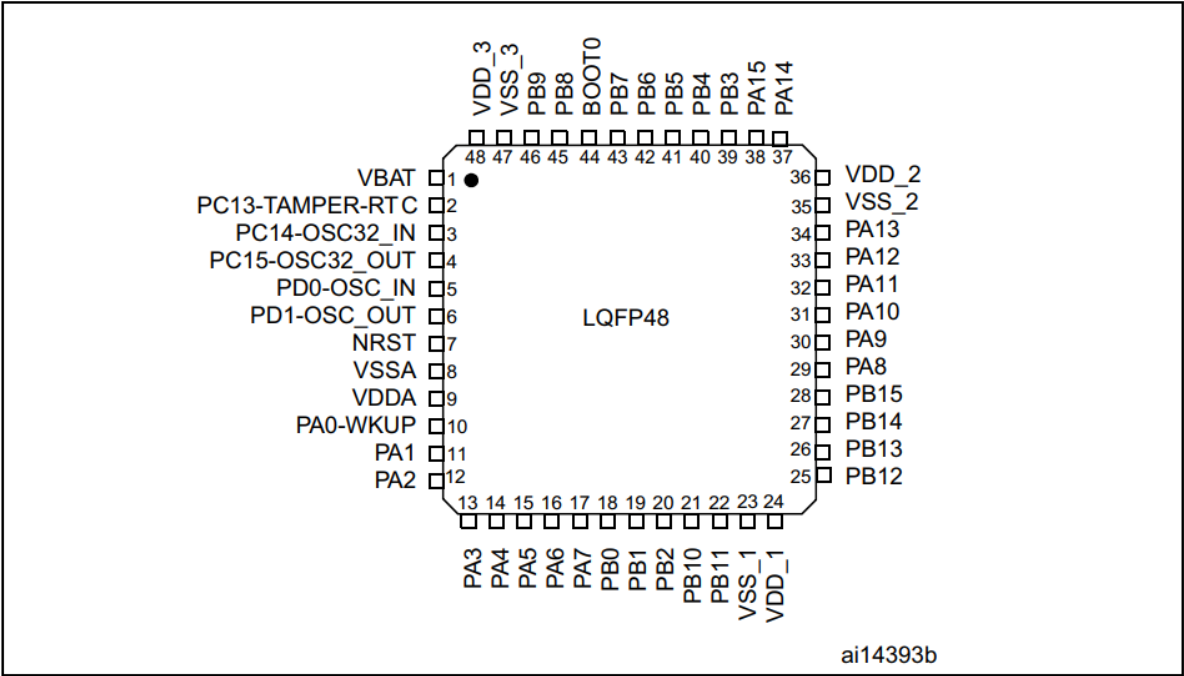 VDD_3
VSS_3
PB9
PB8
BOOT0
PB7
PB6
PB5
PB4
PB3
PA15
PA14
48 47 46 45 44 43 42 41 40 39 38 37
VBAT 1
PC13-TAMPER-RTC 2
PC14-OSC32_IN 3
PC15-OSC32_OUT 4
PD0-OSC_IN 5
PD1-OSC_OUT 6
NRST 7
VSSA 8
VDDA 9
PA0-WKUP 10
PA1 11
PA2 12
LQFP48
36 VDD_2
35 VSS_2
34 PA13
33 PA12
32 PA11
31 PA10
30 PA9
29 PA8
28 PB15
27 PB14
26 PB13
25 PB12
13 14 15 16 17 18 19 20 21 22 23 24
PA3
PA4
PA5
PA6
PA7
PB0
PB1
PB2
PB10
PB11
VSS_1
VDD_1
ai14393b